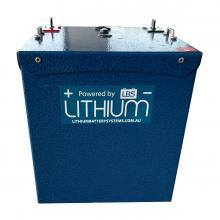 + Powered by LBS −
LITHIUM
LITHIUMBATTERYSYSTEMS.COM.AU